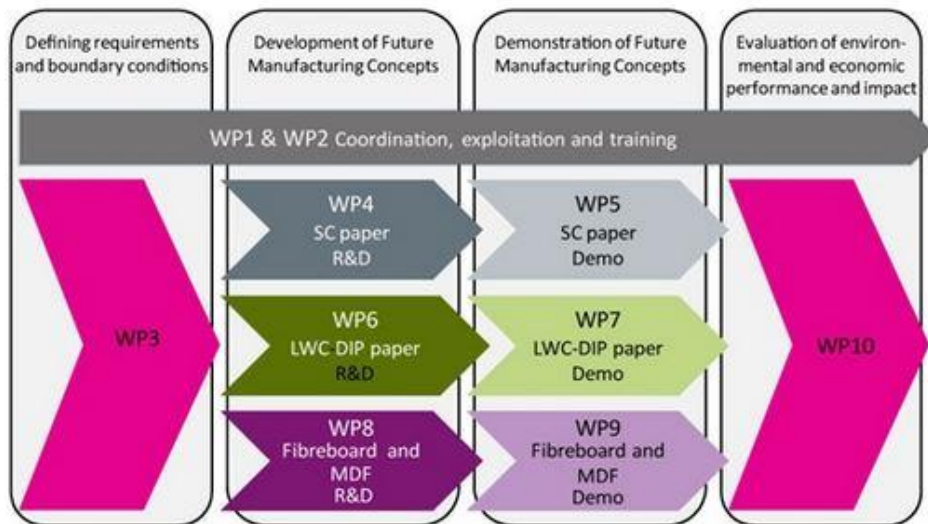 Defining requirements
and boundary conditions
Development of Future
Manufacturing Concepts
Demonstration of Future
Manufacturing Concepts
Evaluation of environ-
mental and economic
performance and impact
WP1 & WP2 Coordination, exploitation and training
WP3
WP4
SC paper
R&D
WP5
SC paper
Demo
WP6
LWC-DIP paper
R&D
WP7
LWC-DIP paper
Demo
WP8
Fibreboard and
MDF
R&D
WP9
Fibreboard and
MDF
Demo
WP10